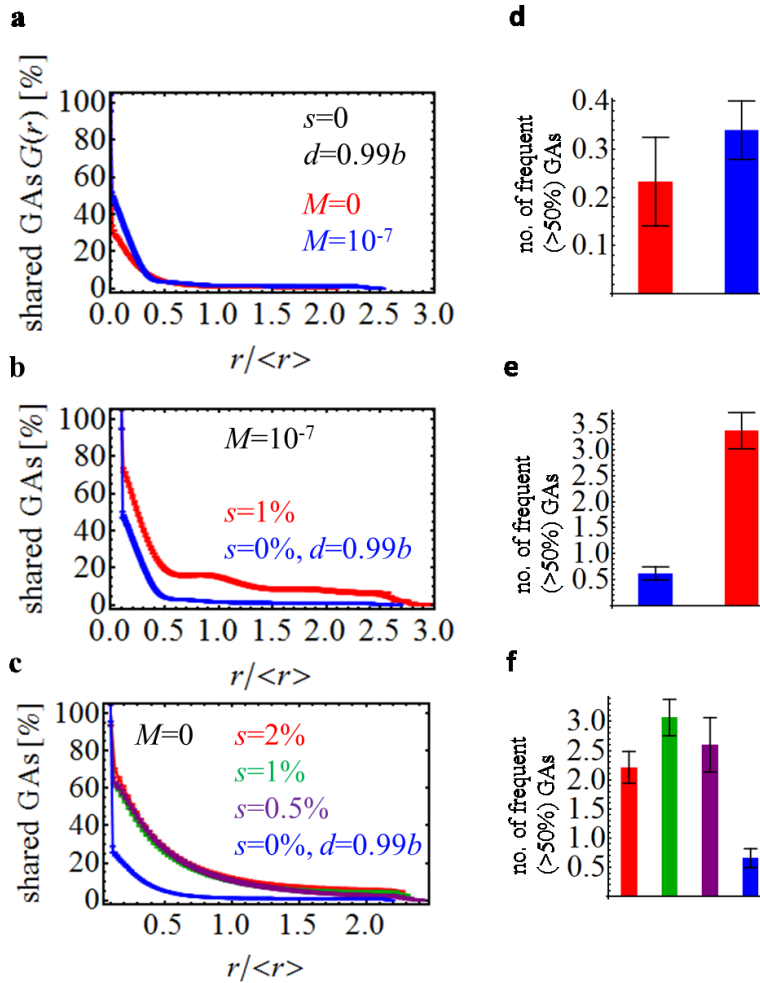 a
shared GAs G(r) [%]
100
80
60
40
20
0
s=0
d=0.99b
M=0
M=10⁻⁷
0.0 0.5 1.0 1.5 2.0 2.5 3.0
r/<r>
d
no. of frequent
(>50%) GAs
0.4
0.3
0.2
0.1
b
shared GAs [%]
100
80
60
40
20
0
M=10⁻⁷
s=1%
s=0%, d=0.99b
0.0 0.5 1.0 1.5 2.0 2.5 3.0
r/<r>
e
no. of frequent
(>50%) GAs
3.5
3.0
2.5
2.0
1.5
1.0
0.5
c
shared GAs [%]
100
80
60
40
20
0
M=0
s=2%
s=1%
s=0.5%
s=0%, d=0.99b
0.5 1.0 1.5 2.0
r/<r>
f
no. of frequent
(>50%) GAs
3.0
2.5
2.0
1.5
1.0
0.5